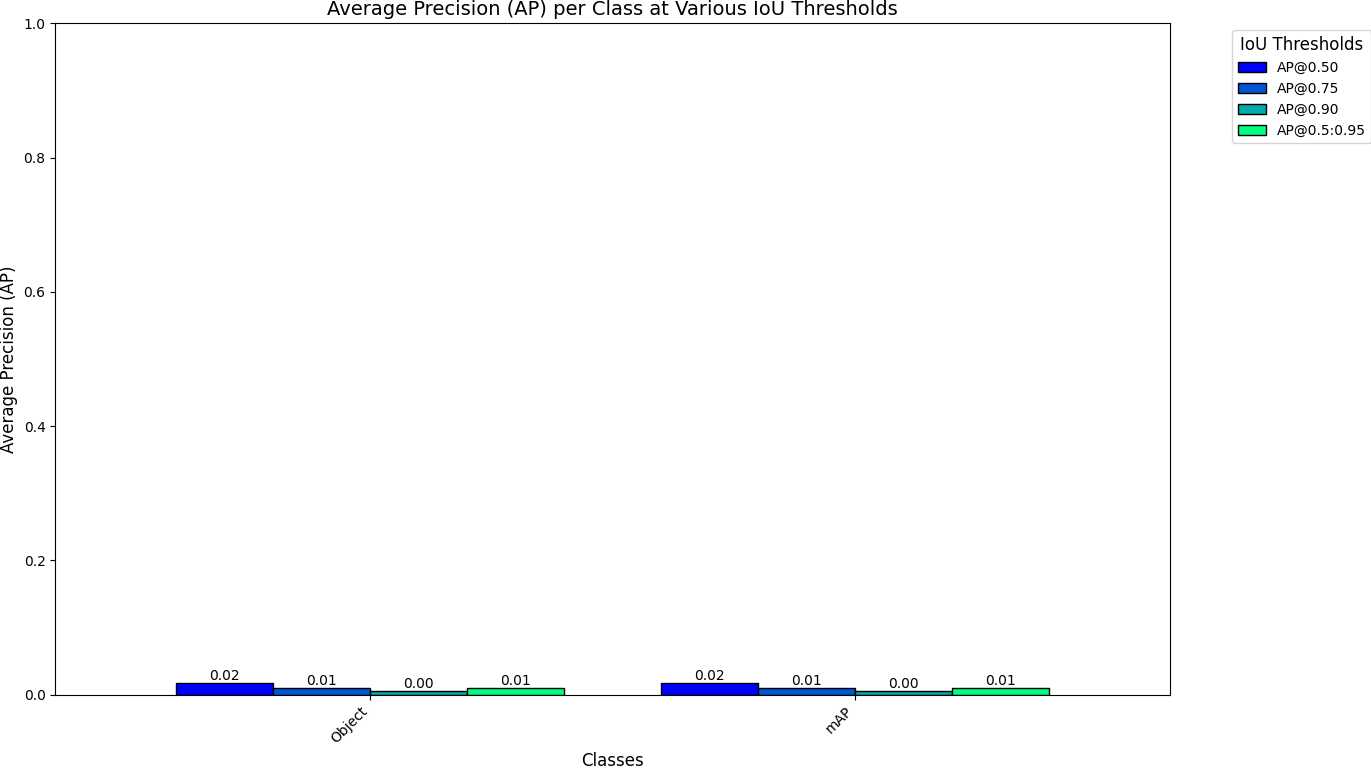 Average Precision (AP) per Class at Various IoU Thresholds
IoU Thresholds
AP@0.50
AP@0.75
AP@0.90
AP@0.5:0.95
Average Precision (AP)
1.0
0.8
0.6
0.4
0.2
0.0
0.02
0.01
0.00
0.01
0.02
0.01
0.00
0.01
Object
mAP
Classes